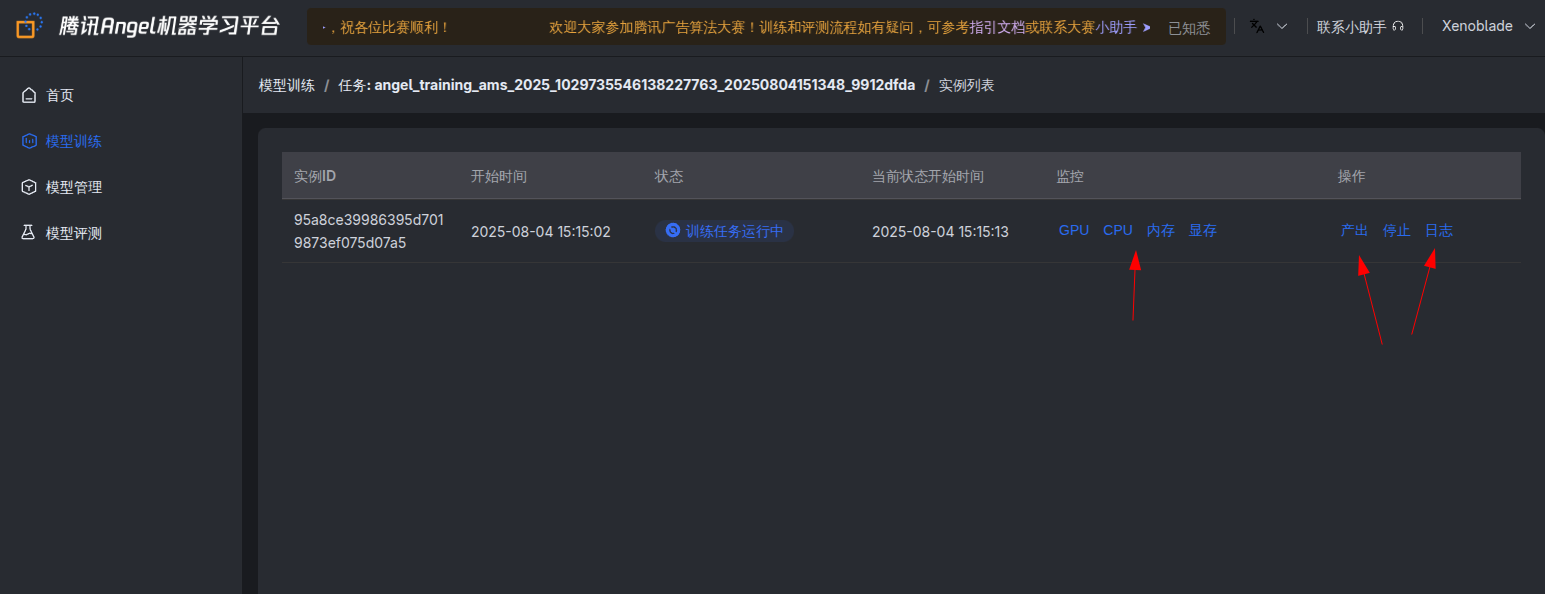 腾讯Angel机器学习平台
·，祝各位比赛顺利！ 欢迎大家参加腾讯广告算法大赛！训练和评测流程如有疑问，可参考指引文档或联系大赛小助手 已知悉
联系小助手
Xenoblade
首页
模型训练
模型管理
模型评测
模型训练 / 任务: angel_training_ams_2025_1029735546138227763_20250804151348_9912dfda / 实例列表
实例ID 开始时间 状态 当前状态开始时间 监控 操作
95a8ce39986395d701
9873ef075d07a5
2025-08-04 15:15:02 训练任务运行中 2025-08-04 15:15:13 GPU CPU 内存 显存 产出 停止 日志